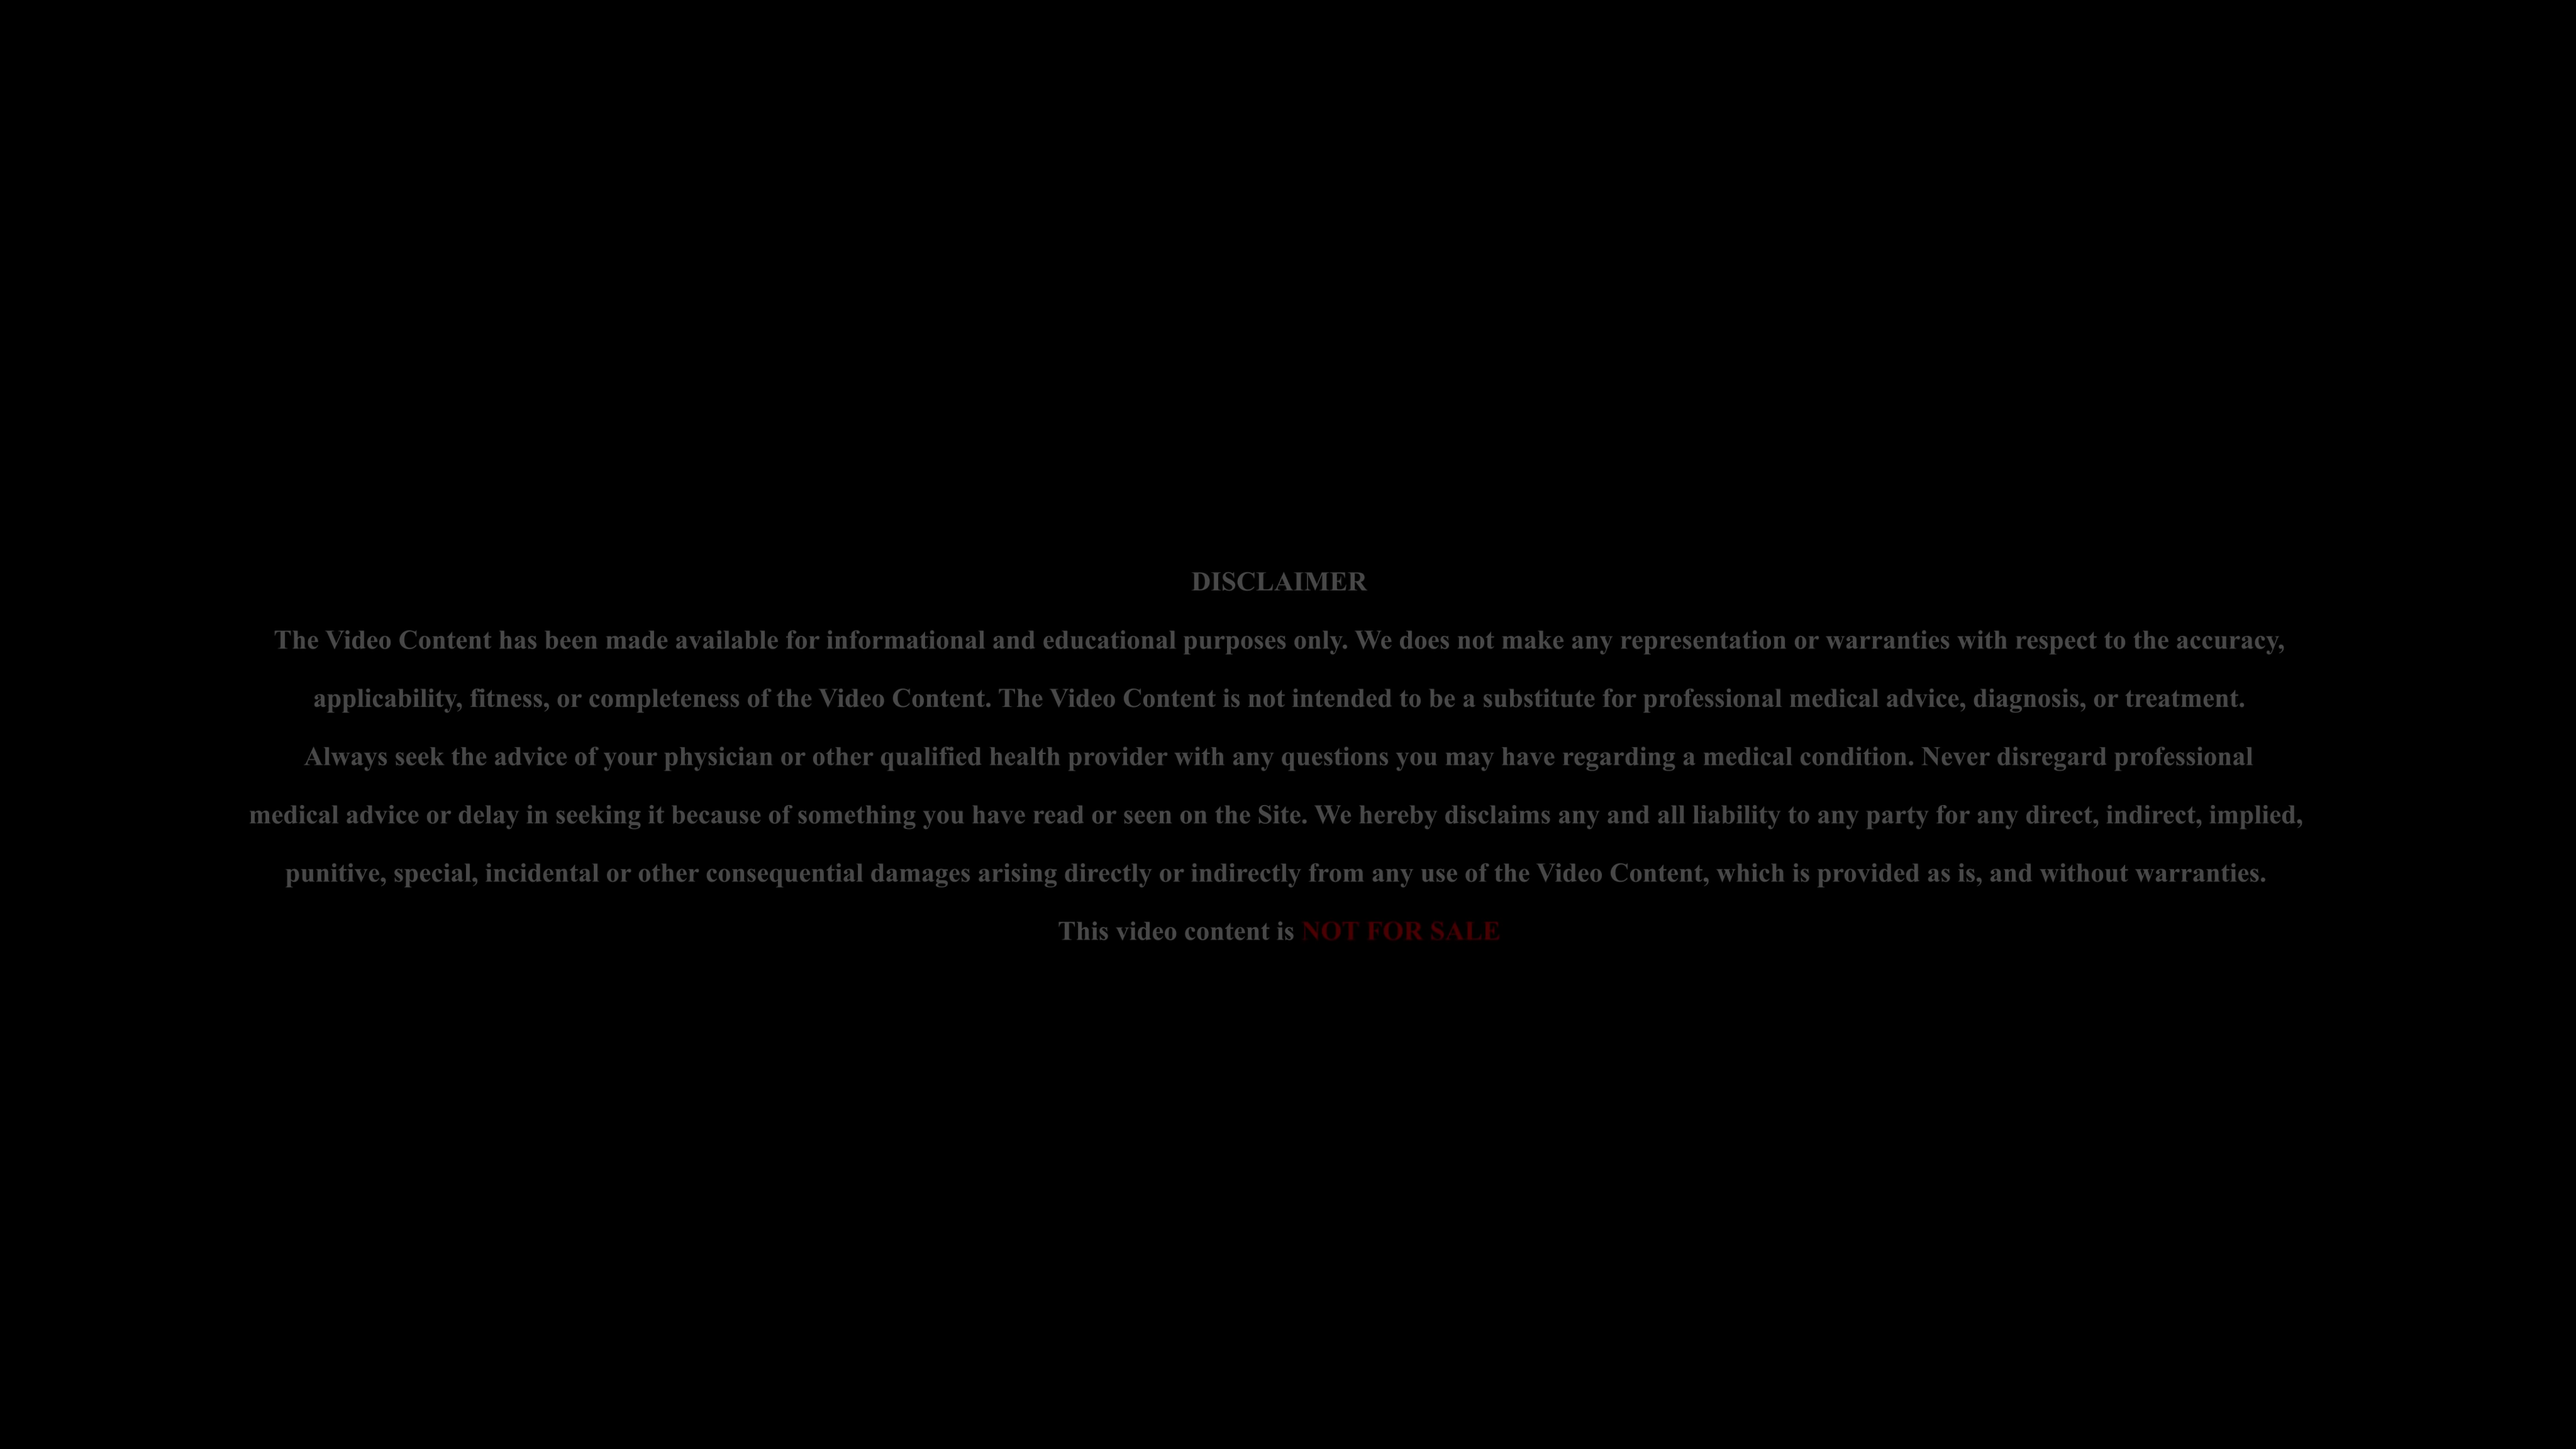 DISCLAIMER
The Video Content has been made available for informational and educational purposes only. We does not make any representation or warranties with respect to the accuracy,
applicability, fitness, or completeness of the Video Content. The Video Content is not intended to be a substitute for professional medical advice, diagnosis, or treatment.
Always seek the advice of your physician or other qualified health provider with any questions you may have regarding a medical condition. Never disregard professional
medical advice or delay in seeking it because of something you have read or seen on the Site. We hereby disclaims any and all liability to any party for any direct, indirect, implied,
punitive, special, incidental or other consequential damages arising directly or indirectly from any use of the Video Content, which is provided as is, and without warranties.
This video content is NOT FOR SALE